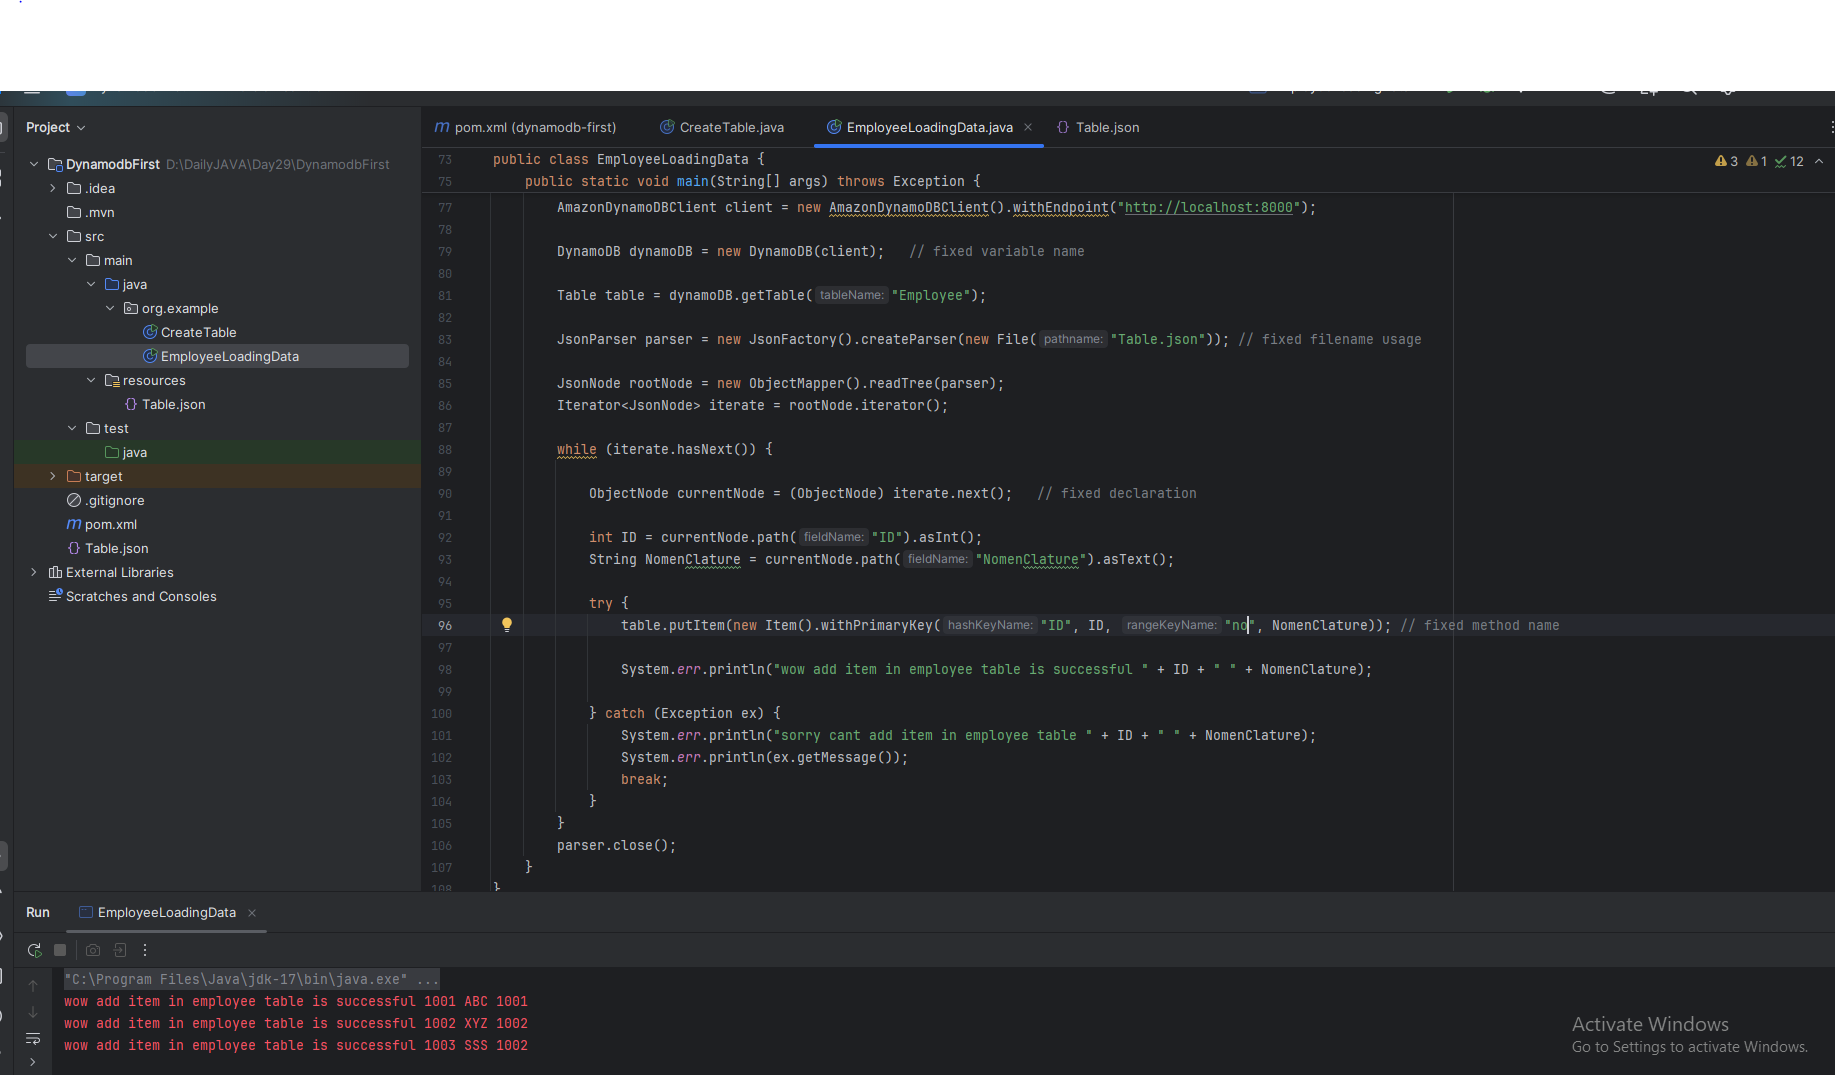 Project
DynamodbFirst D:\DailyJAVA\Day29\DynamodbFirst
.idea
.mvn
src
main
java
org.example
CreateTable
EmployeeLoadingData
resources
Table.json
test
java
target
.gitignore
pom.xml
Table.json
External Libraries
Scratches and Consoles
pom.xml (dynamodb-first) CreateTable.java EmployeeLoadingData.java Table.json
3 1 12
73 public class EmployeeLoadingData {
75 public static void main(String[] args) throws Exception {
77 AmazonDynamoDBClient client = new AmazonDynamoDBClient().withEndpoint("http://localhost:8000");
78
79 DynamoDB dynamoDB = new DynamoDB(client); // fixed variable name
80
81 Table table = dynamoDB.getTable( tableName: "Employee");
82
83 JsonParser parser = new JsonFactory().createParser(new File( pathname: "Table.json")); // fixed filename usage
84
85 JsonNode rootNode = new ObjectMapper().readTree(parser);
86 Iterator<JsonNode> iterate = rootNode.iterator();
87
88 while (iterate.hasNext()) {
89
90 ObjectNode currentNode = (ObjectNode) iterate.next(); // fixed declaration
91
92 int ID = currentNode.path( fieldName: "ID").asInt();
93 String NomenClature = currentNode.path( fieldName: "NomenClature").asText();
94
95 try {
96 table.putItem(new Item().withPrimaryKey( hashKeyName: "ID", ID, rangeKeyName: "no", NomenClature)); // fixed method name
97
98 System.err.println("wow add item in employee table is successful " + ID + " " + NomenClature);
99
100 } catch (Exception ex) {
101 System.err.println("sorry cant add item in employee table " + ID + " " + NomenClature);
102 System.err.println(ex.getMessage());
103 break;
104 }
105 }
106 parser.close();
107 }
108 }
Run EmployeeLoadingData
"C:\Program Files\Java\jdk-17\bin\java.exe" ...
wow add item in employee table is successful 1001 ABC 1001
wow add item in employee table is successful 1002 XYZ 1002
wow add item in employee table is successful 1003 SSS 1002
Activate Windows
Go to Settings to activate Windows.